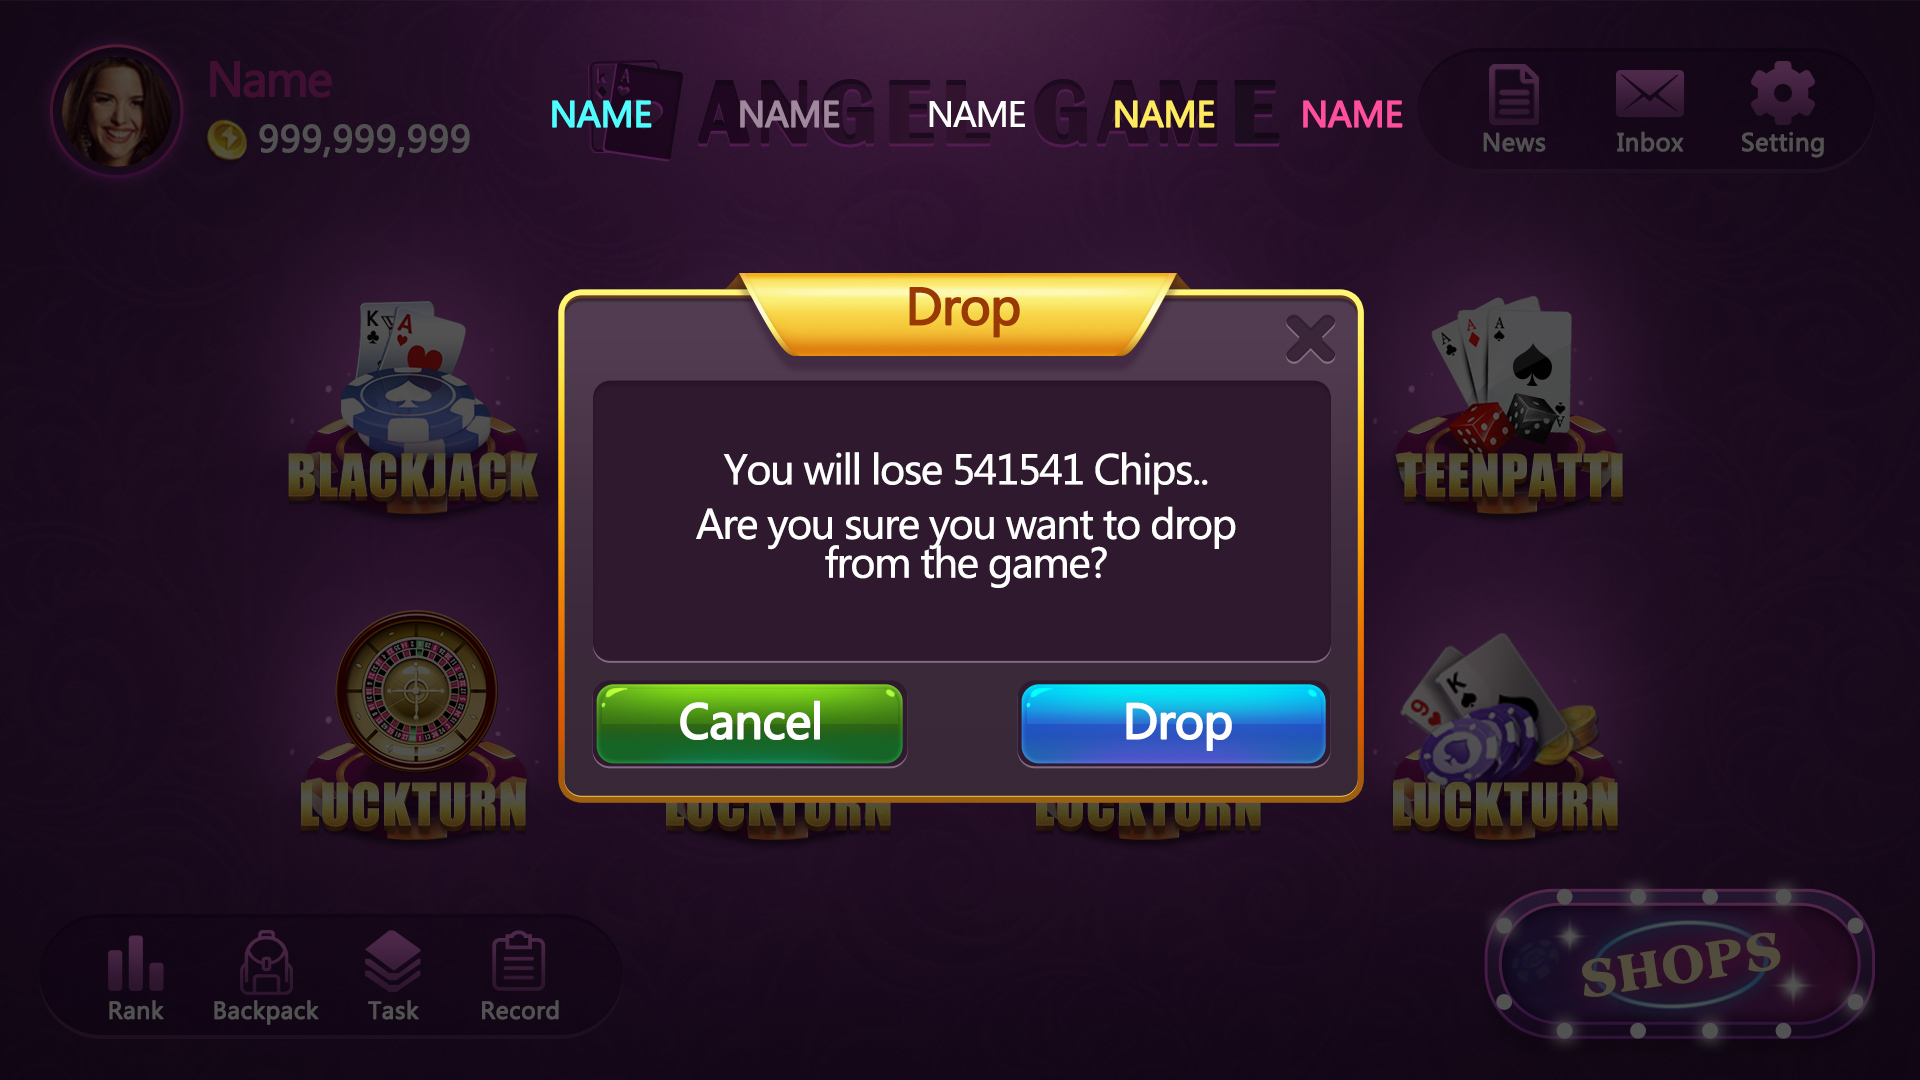 Name
999,999,999
ANGEL GAME
NAME NAME NAME NAME NAME
News Inbox Setting
K A
Drop
You will lose 541541 Chips..
Are you sure you want to drop
from the game?
Cancel Drop
K A
BLACKJACK
A A A A
TEENPATTI
LUCKTURN
LUCKTURN
LUCKTURN
9 K
LUCKTURN
Rank Backpack Task Record
SHOPS